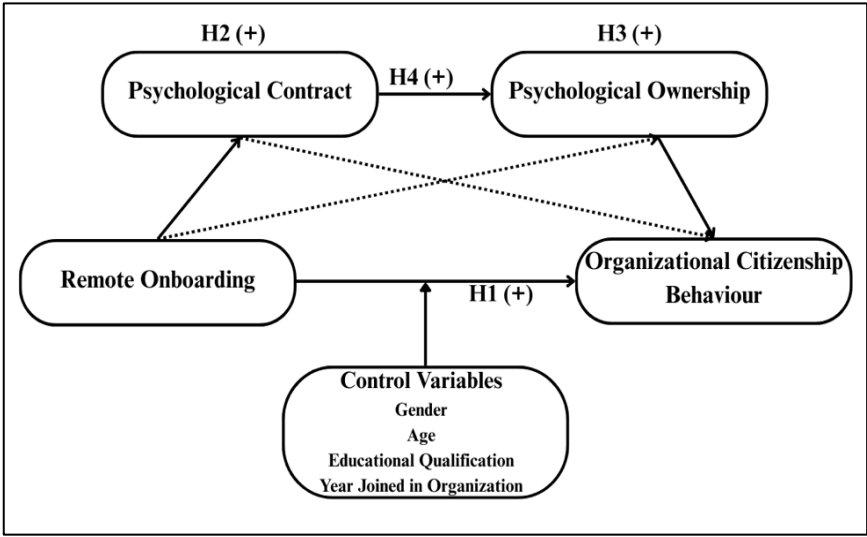 H2 (+)
H3 (+)
Psychological Contract
H4 (+)
Psychological Ownership
Remote Onboarding
H1 (+)
Organizational Citizenship
Behaviour
Control Variables
Gender
Age
Educational Qualification
Year Joined in Organization